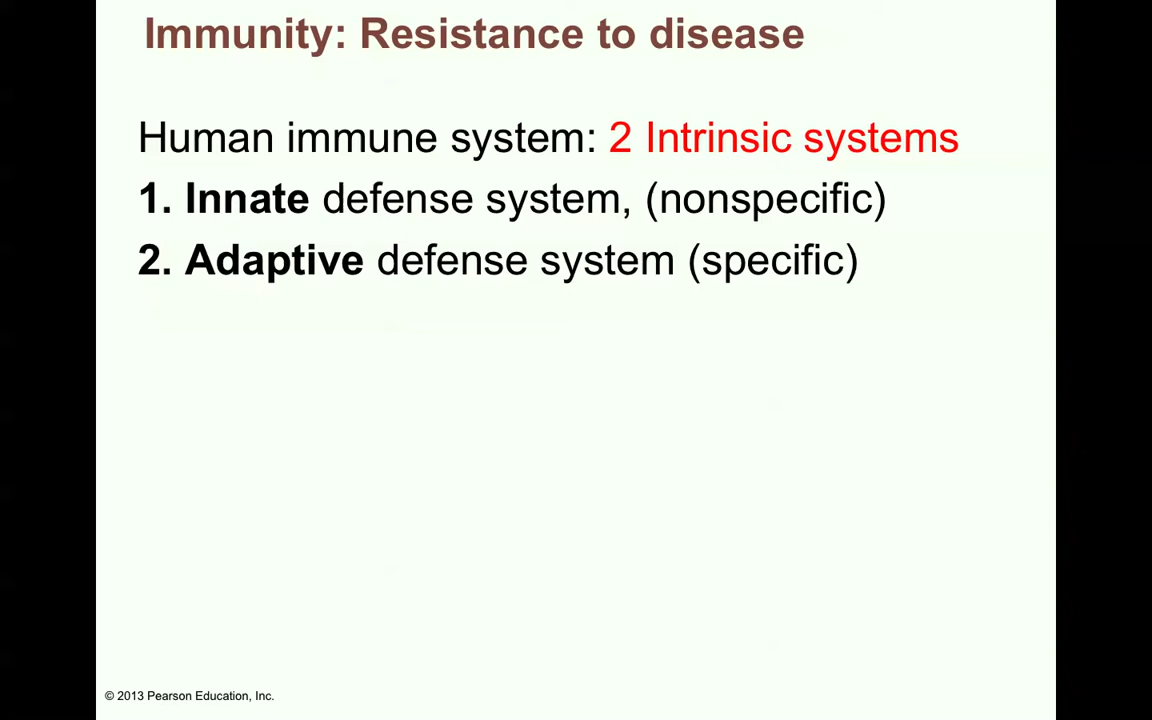 Immunity: Resistance to disease
Human immune system: 2 Intrinsic systems
1. Innate defense system, (nonspecific)
2. Adaptive defense system (specific)
© 2013 Pearson Education, Inc.